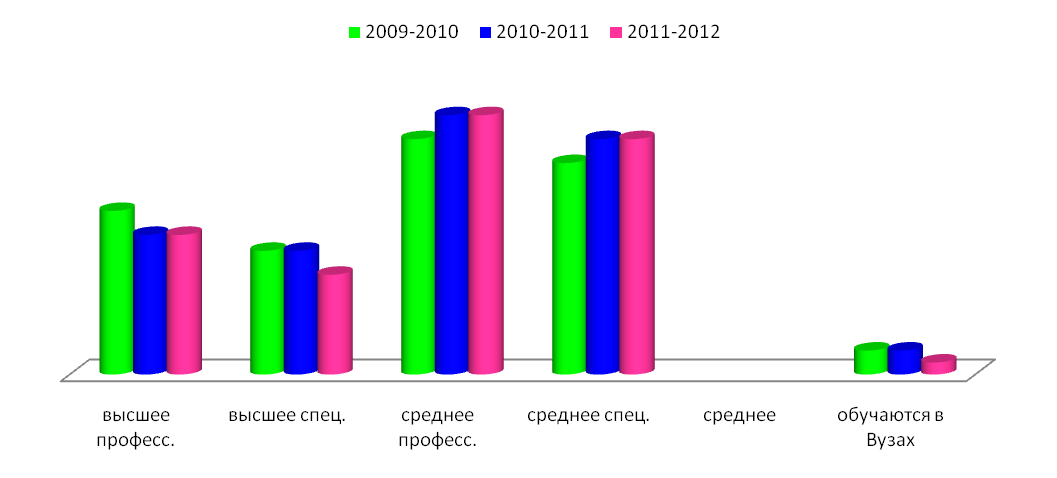 2009-2010 2010-2011 2011-2012
высшее професс.
высшее спец.
среднее професс.
среднее спец.
среднее
обучаются в Вузах